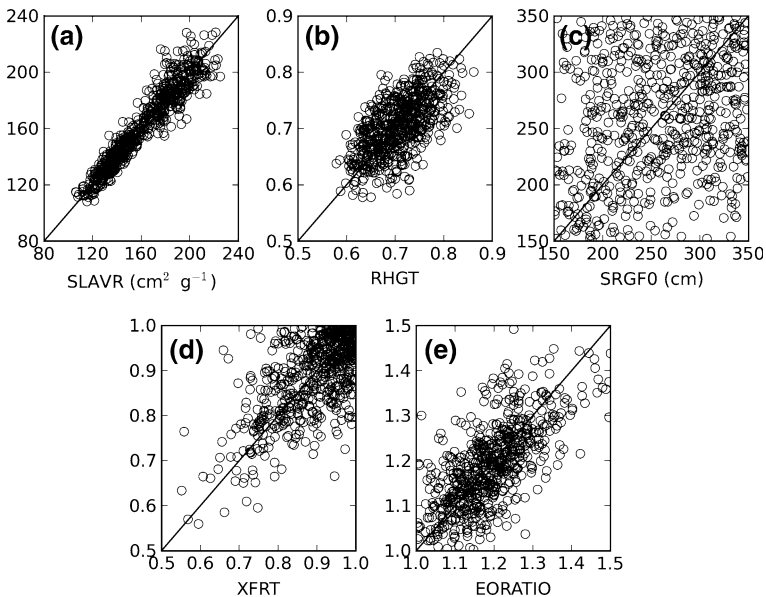 (a) (b) (c)
240 0.9 350
200 0.8 300
160 0.7 250
120 0.6 200
80 0.5 150
80 120 160 200 240 0.5 0.6 0.7 0.8 0.9 150 200 250 300 350
SLAVR (cm² g⁻¹) RHGT SRGF0 (cm)
(d) (e)
1.0 1.5
0.9 1.4
0.8 1.3
0.7 1.2
0.6 1.1
0.5 1.0
0.5 0.6 0.7 0.8 0.9 1.0 1.0 1.1 1.2 1.3 1.4 1.5
XFRT EORATIO